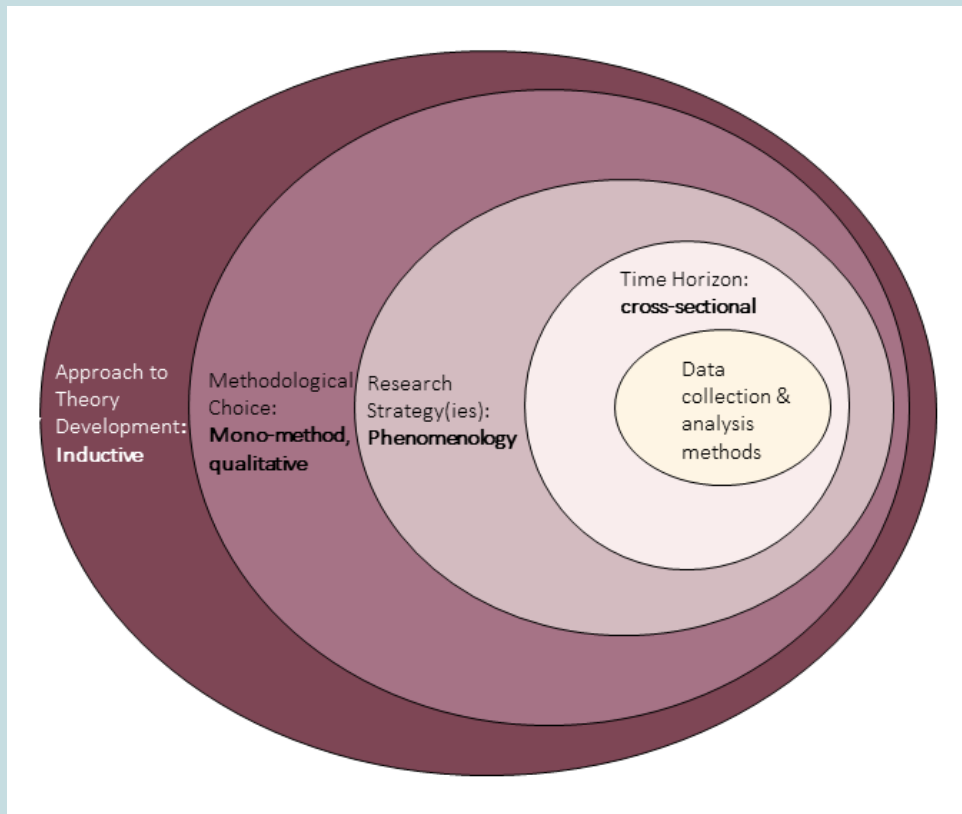 Approach to
Theory
Development:
Inductive
Methodological
Choice:
Mono-method,
qualitative
Research
Strategy(ies):
Phenomenology
Time Horizon:
cross-sectional
Data
collection &
analysis
methods